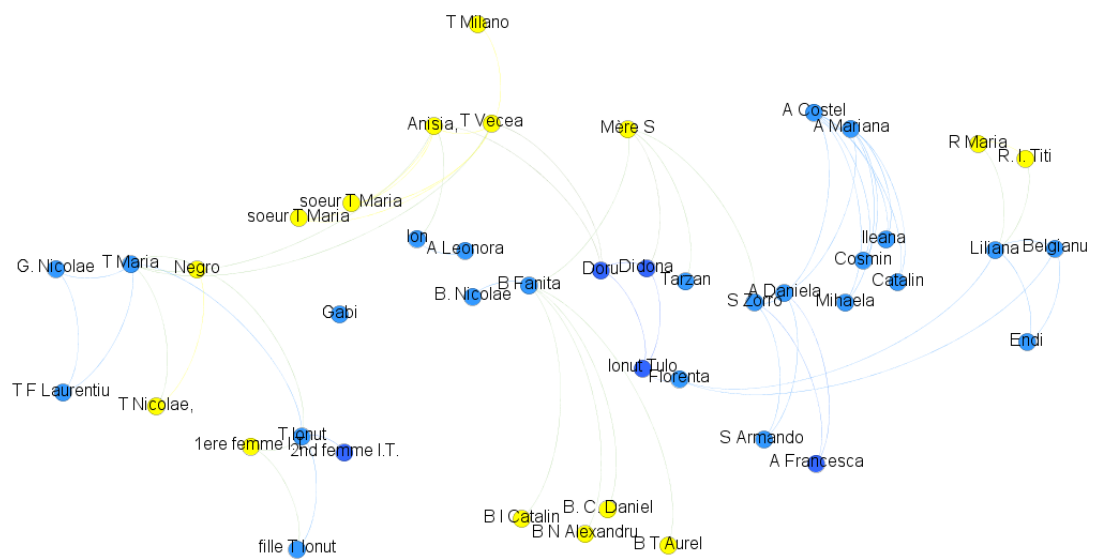 T Milano
A Costel
Anisia,
T Vecea
Mère S
A Mariana
R Maria
R. I. Titi
soeur T Maria
soeur T Maria
Ion
A Leonora
Ileana
Liliana
Belgianu
G. Nicolae
T Maria
Negro
Doru
Didona
Cosmin
Tarzan
Catalin
B. Nicolae
B Fanita
S Zorro
A Daniela
Mihaela
Gabi
Endi
Ionut Tulo
Florenta
T F Laurentiu
T Nicolae,
1ere femme I.T.
T Ionut
2nd femme I.T.
S Armando
A Francesca
B I Catalin
B. C. Daniel
B N Alexandru
B T Aurel
fille T Ionut